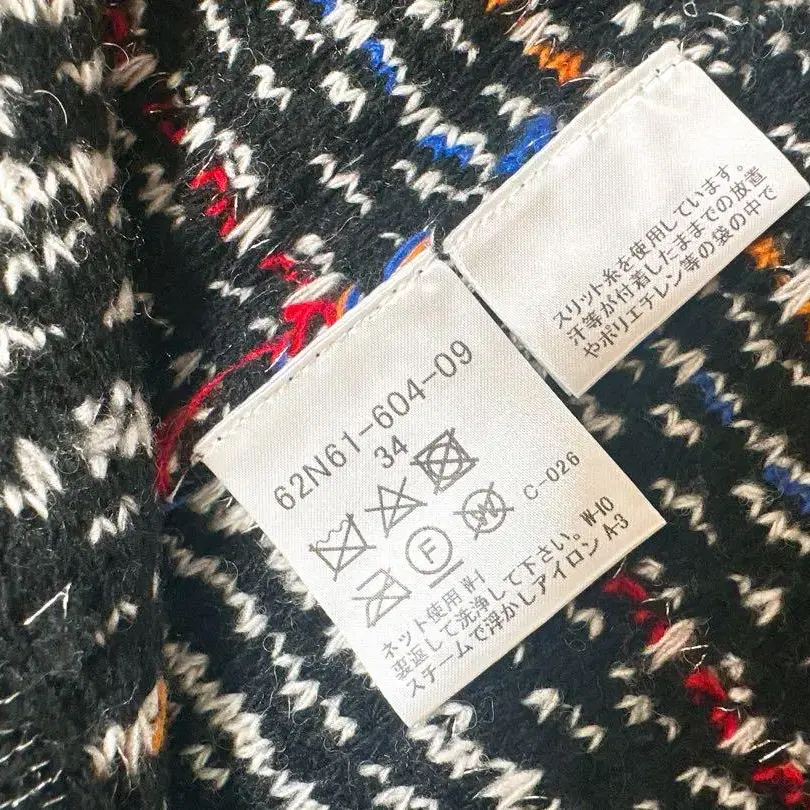 62N61-604-09
34
F
W
C-026
ネット使用 W-1
裏返して洗浄して下さい。W-10
スチームで浮かしアイロン A-3
スリット糸を使用しています。
汗等が付着したままでの放置
やポリエチレン等の袋の中で